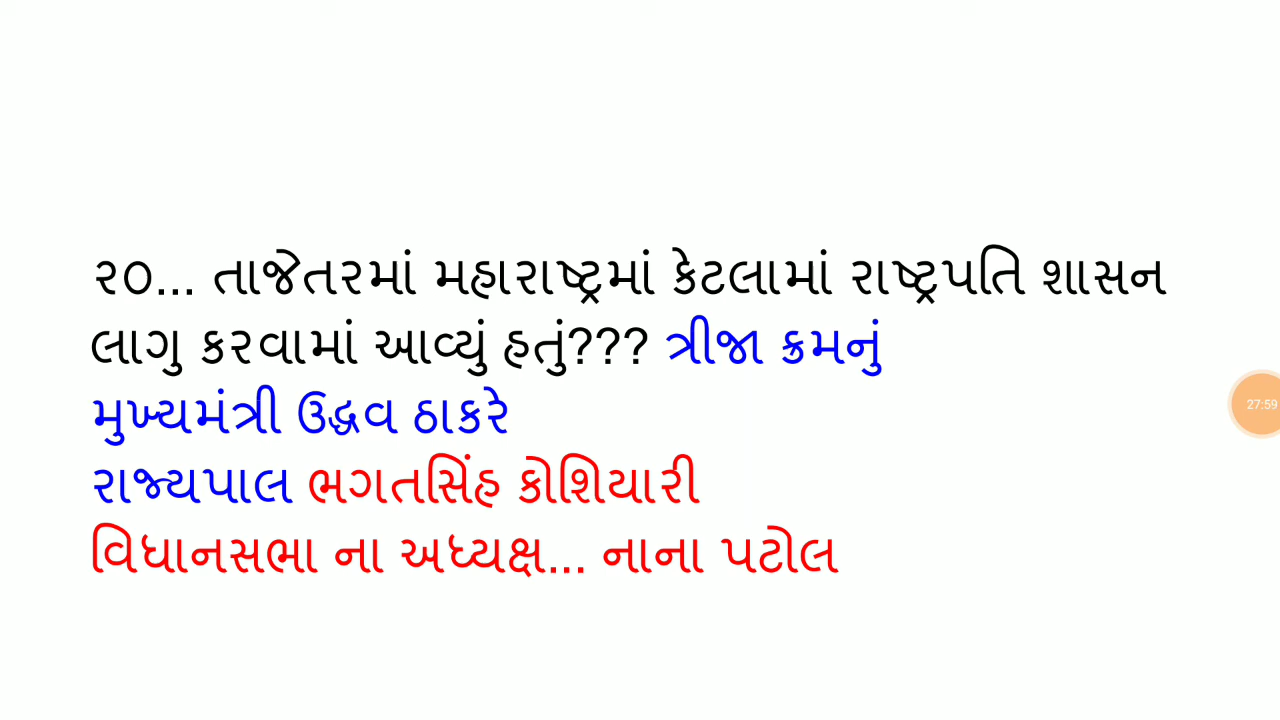 ૨૦... તાજેતરમાં મહારાષ્ટ્રમાં કેટલામાં રાષ્ટ્રપતિ શાસન
લાગુ કરવામાં આવ્યું હતું??? ત્રીજા ક્રમનું
મુખ્યમંત્રી ઉદ્ધવ ઠાકરે
રાજ્યપાલ ભગતસિંહ કોશિયારી
વિધાનસભા ના અધ્યક્ષ... નાના પટોલ
27:59